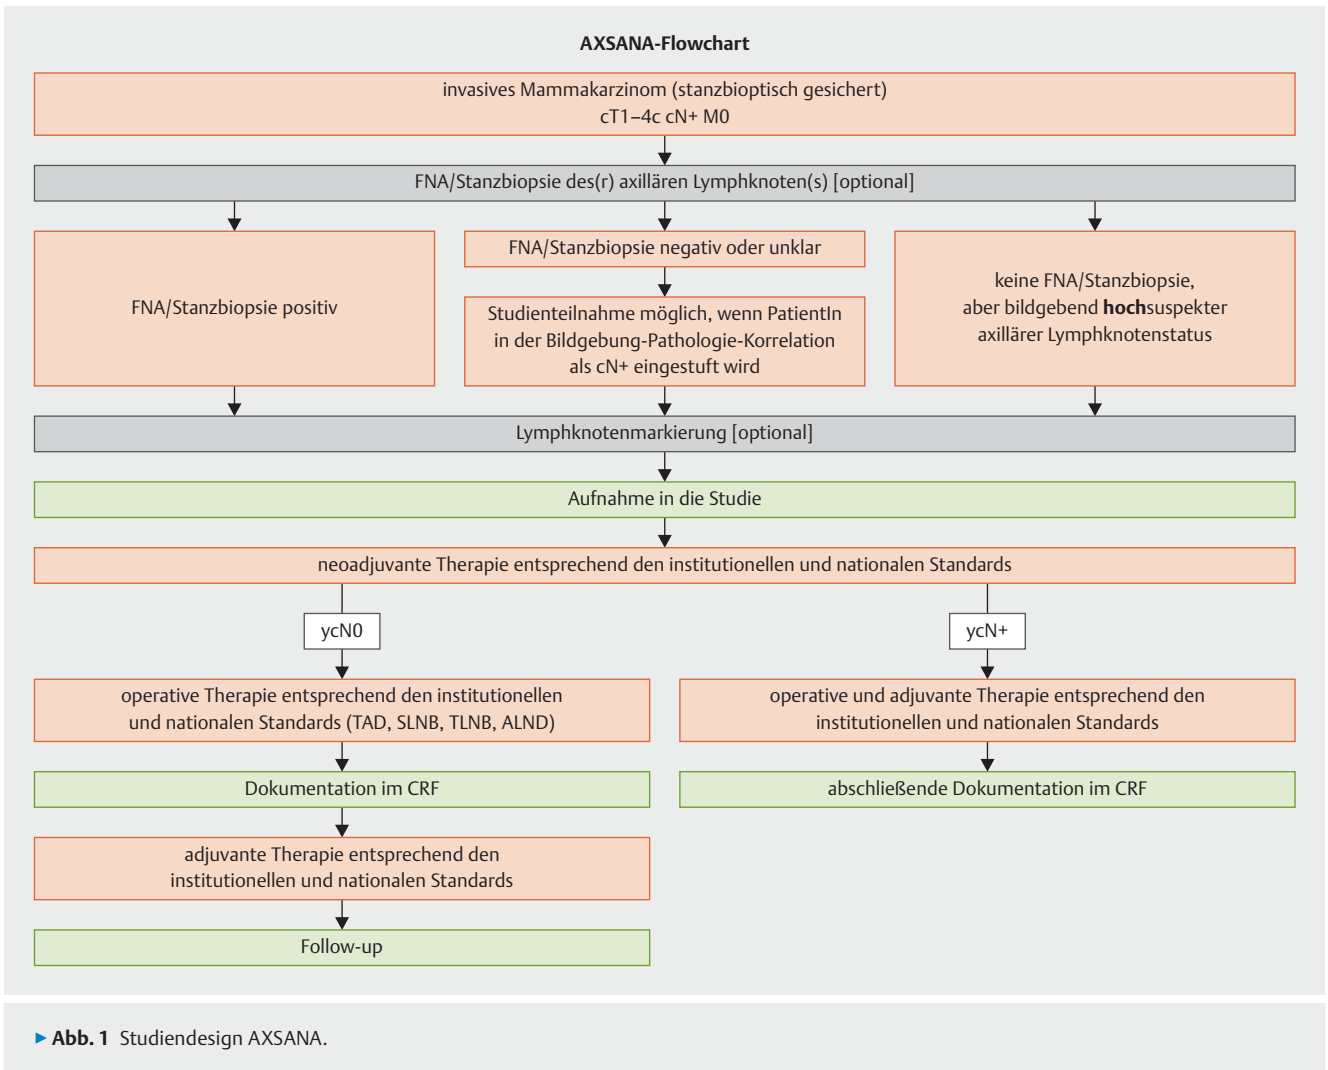 AXSANA-Flowchart
invasives Mammakarzinom (stanzbioptisch gesichert)
cT1–4c cN+ M0
FNA/Stanzbiopsie des(r) axillären Lymphknoten(s) [optional]
FNA/Stanzbiopsie positiv
FNA/Stanzbiopsie negativ oder unklar
Studienteilnahme möglich, wenn PatientIn
in der Bildgebung-Pathologie-Korrelation
als cN+ eingestuft wird
keine FNA/Stanzbiopsie,
aber bildgebend hochsuspekter
axillärer Lymphknotenstatus
Lymphknotenmarkierung [optional]
Aufnahme in die Studie
neoadjuvante Therapie entsprechend den institutionellen und nationalen Standards
ycN0
ycN+
operative Therapie entsprechend den institutionellen
und nationalen Standards (TAD, SLNB, TLNB, ALND)
operative und adjuvante Therapie entsprechend den
institutionellen und nationalen Standards
Dokumentation im CRF
abschließende Dokumentation im CRF
adjuvante Therapie entsprechend den
institutionellen und nationalen Standards
Follow-up
▶ Abb. 1 Studiendesign AXSANA.